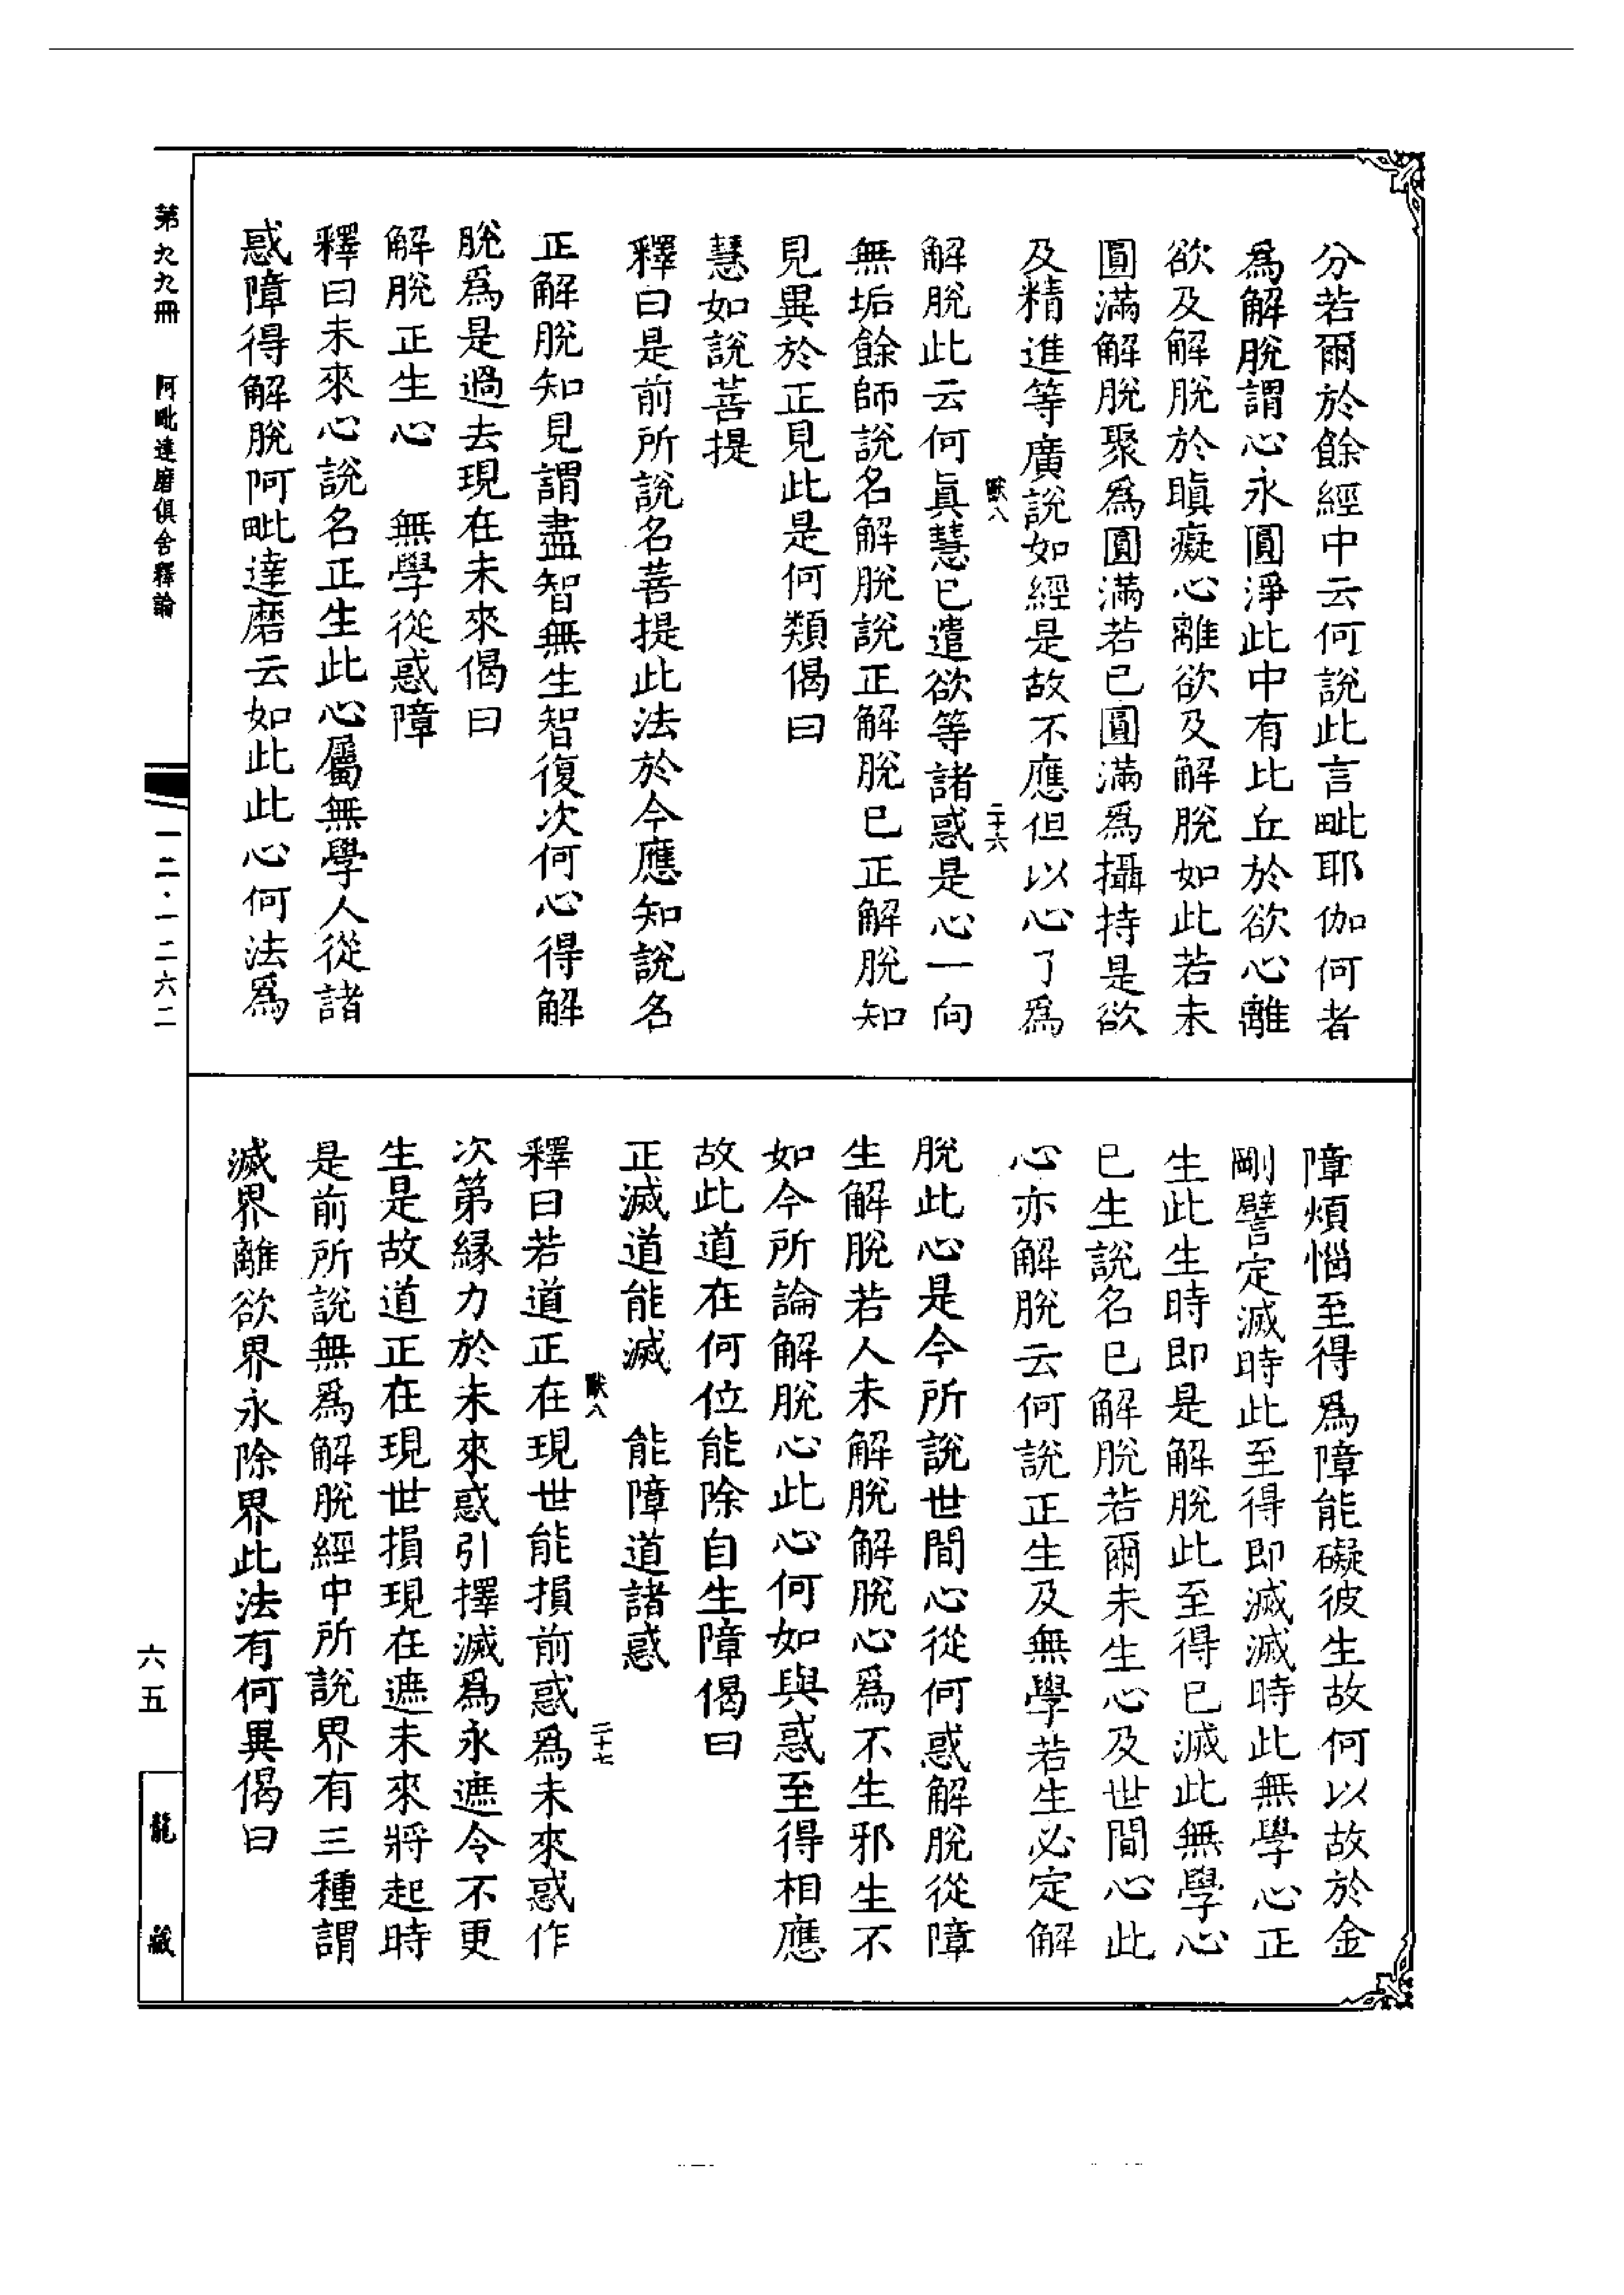 分若爾於餘經中云何說此言毗耶伽何者
為解脫謂心永圓淨此中有比丘於欲心離
欲及解脫於瞋癡心離欲及解脫如此若未
圓滿解脫聚為圓滿若已圓滿為攝持是欲
及精進等廣說如經是故不應但以心了為
獸八
二十六
解脫此云何真慧已遣欲等諸惑是心一向
無垢餘師說名解脫說正解脫已正解脫知
見異於正見此是何類偈曰
慧如說菩提
釋曰是前所說名菩提此法於今應知說名
正解脫知見謂盡智無生智復次何心得解
脫為是過去現在未來偈曰
解脫正生心　無學從惑障
釋曰未來心說名正生此心屬無學人從諸
惑障得解脫阿毗達磨云如此此心何法為
障煩惱至得為障能礙彼生故何以故於金
剛譬定滅時此至得即滅滅時此無學心正
生此生時即是解脫此至得已滅此無學心
已生說名已解脫若爾未生心及世間心此
心亦解脫云何說正生及無學若生必定解
脫此心是今所說世間心從何惑解脫從障
生解脫若人未解脫解脫心為不生邪生不
如今所論解脫心此心何如與惑至得相應
故此道在何位能除自生障偈曰
正滅道能滅　能障道諸惑
獸八
二十七
釋曰若道正在現世能損前惑為未來惑作
次第緣力於未來惑引擇滅為永遮令不更
生是故道正在現世損現在遮未來將起時
是前所說無為解脫經中所說界有三種謂
滅界離欲界永除界此法有何異偈曰
第九九冊　阿毗達磨俱舍釋論
一二·一二六二
六五
龍藏